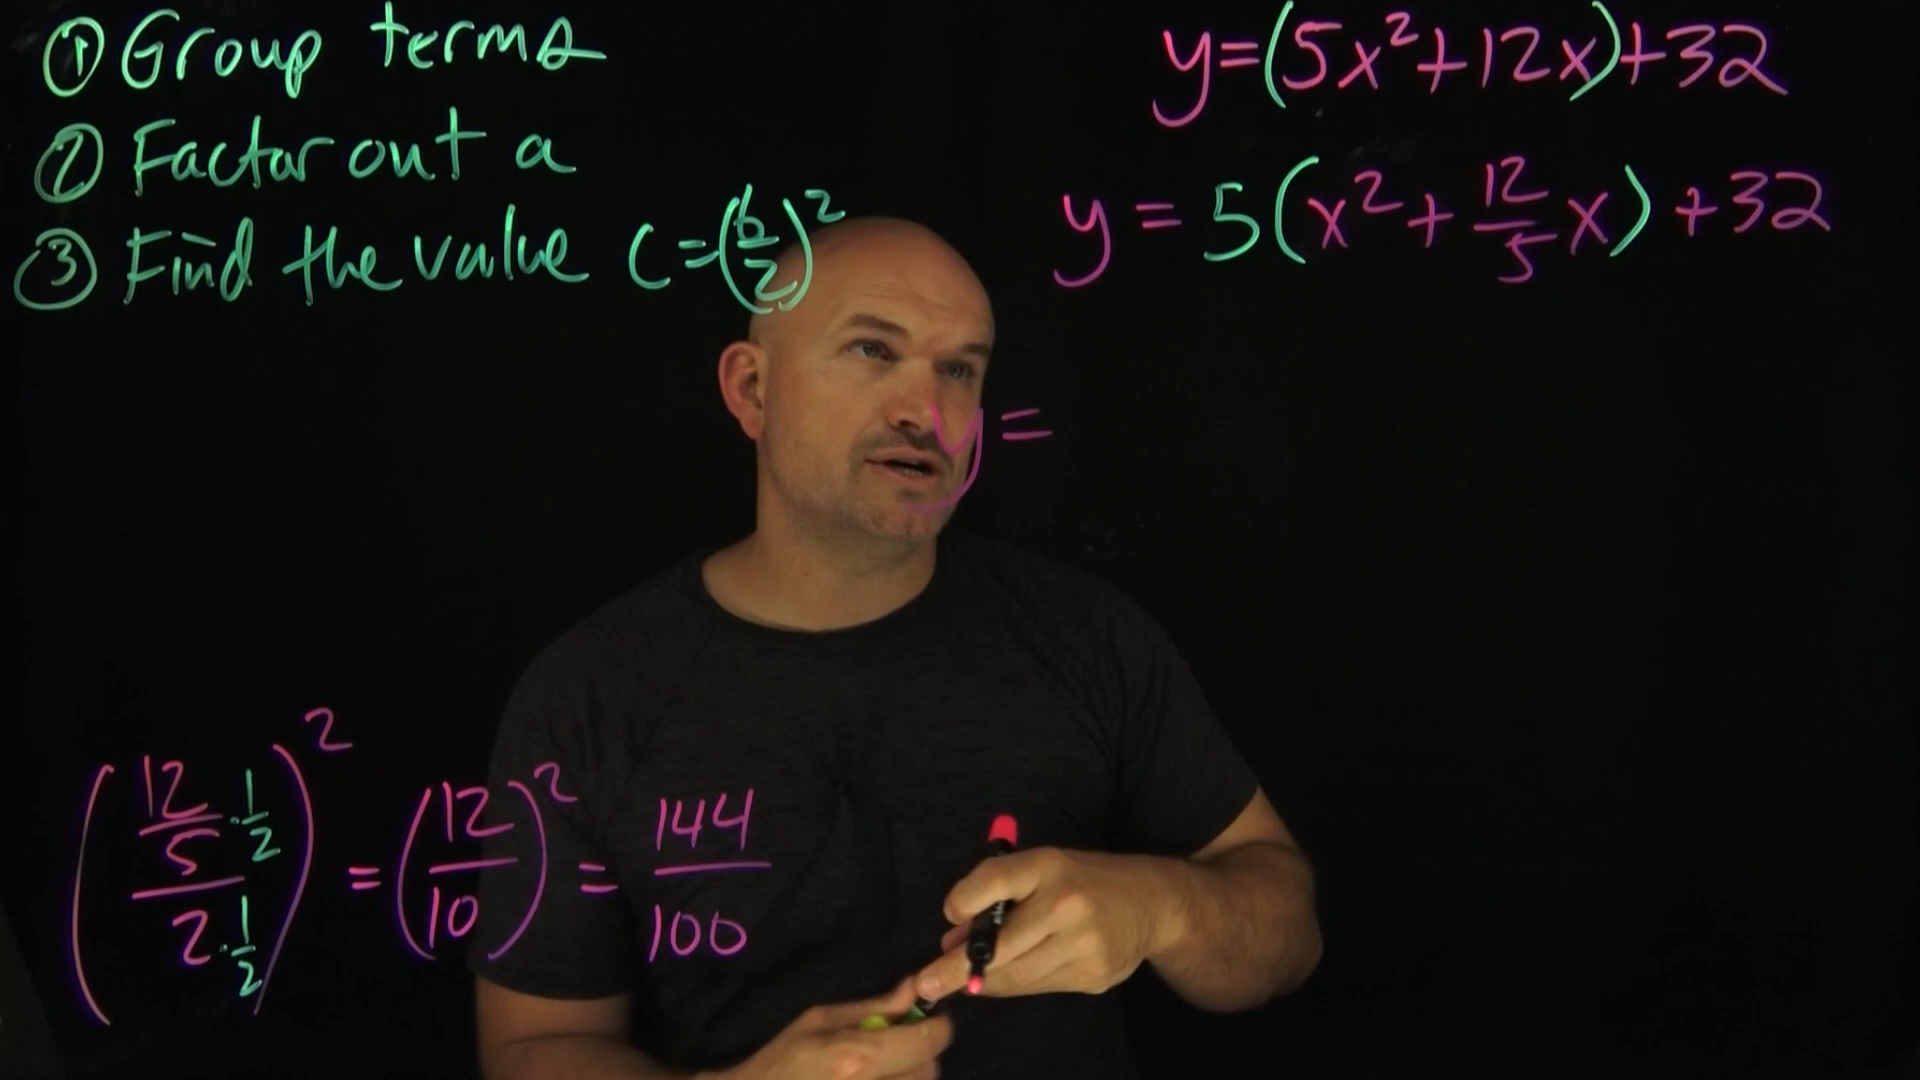 ① Group terms
② Factor out a
③ Find the value c=(b/2)²
y=(5x²+12x)+32
y = 5(x²+12/5x)+32
y=
(12/5·1/2 / 2·1/2)² = (12/10)² = 144/100